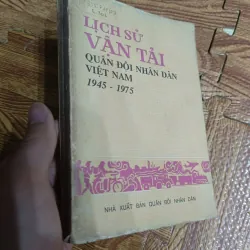 LỊCH SỬ
VẬN TẢI
QUÂN ĐỘI NHÂN DÂN
VIỆT NAM
1945 - 1975
NHÀ XUẤT BẢN QUÂN ĐỘI NHÂN DÂN